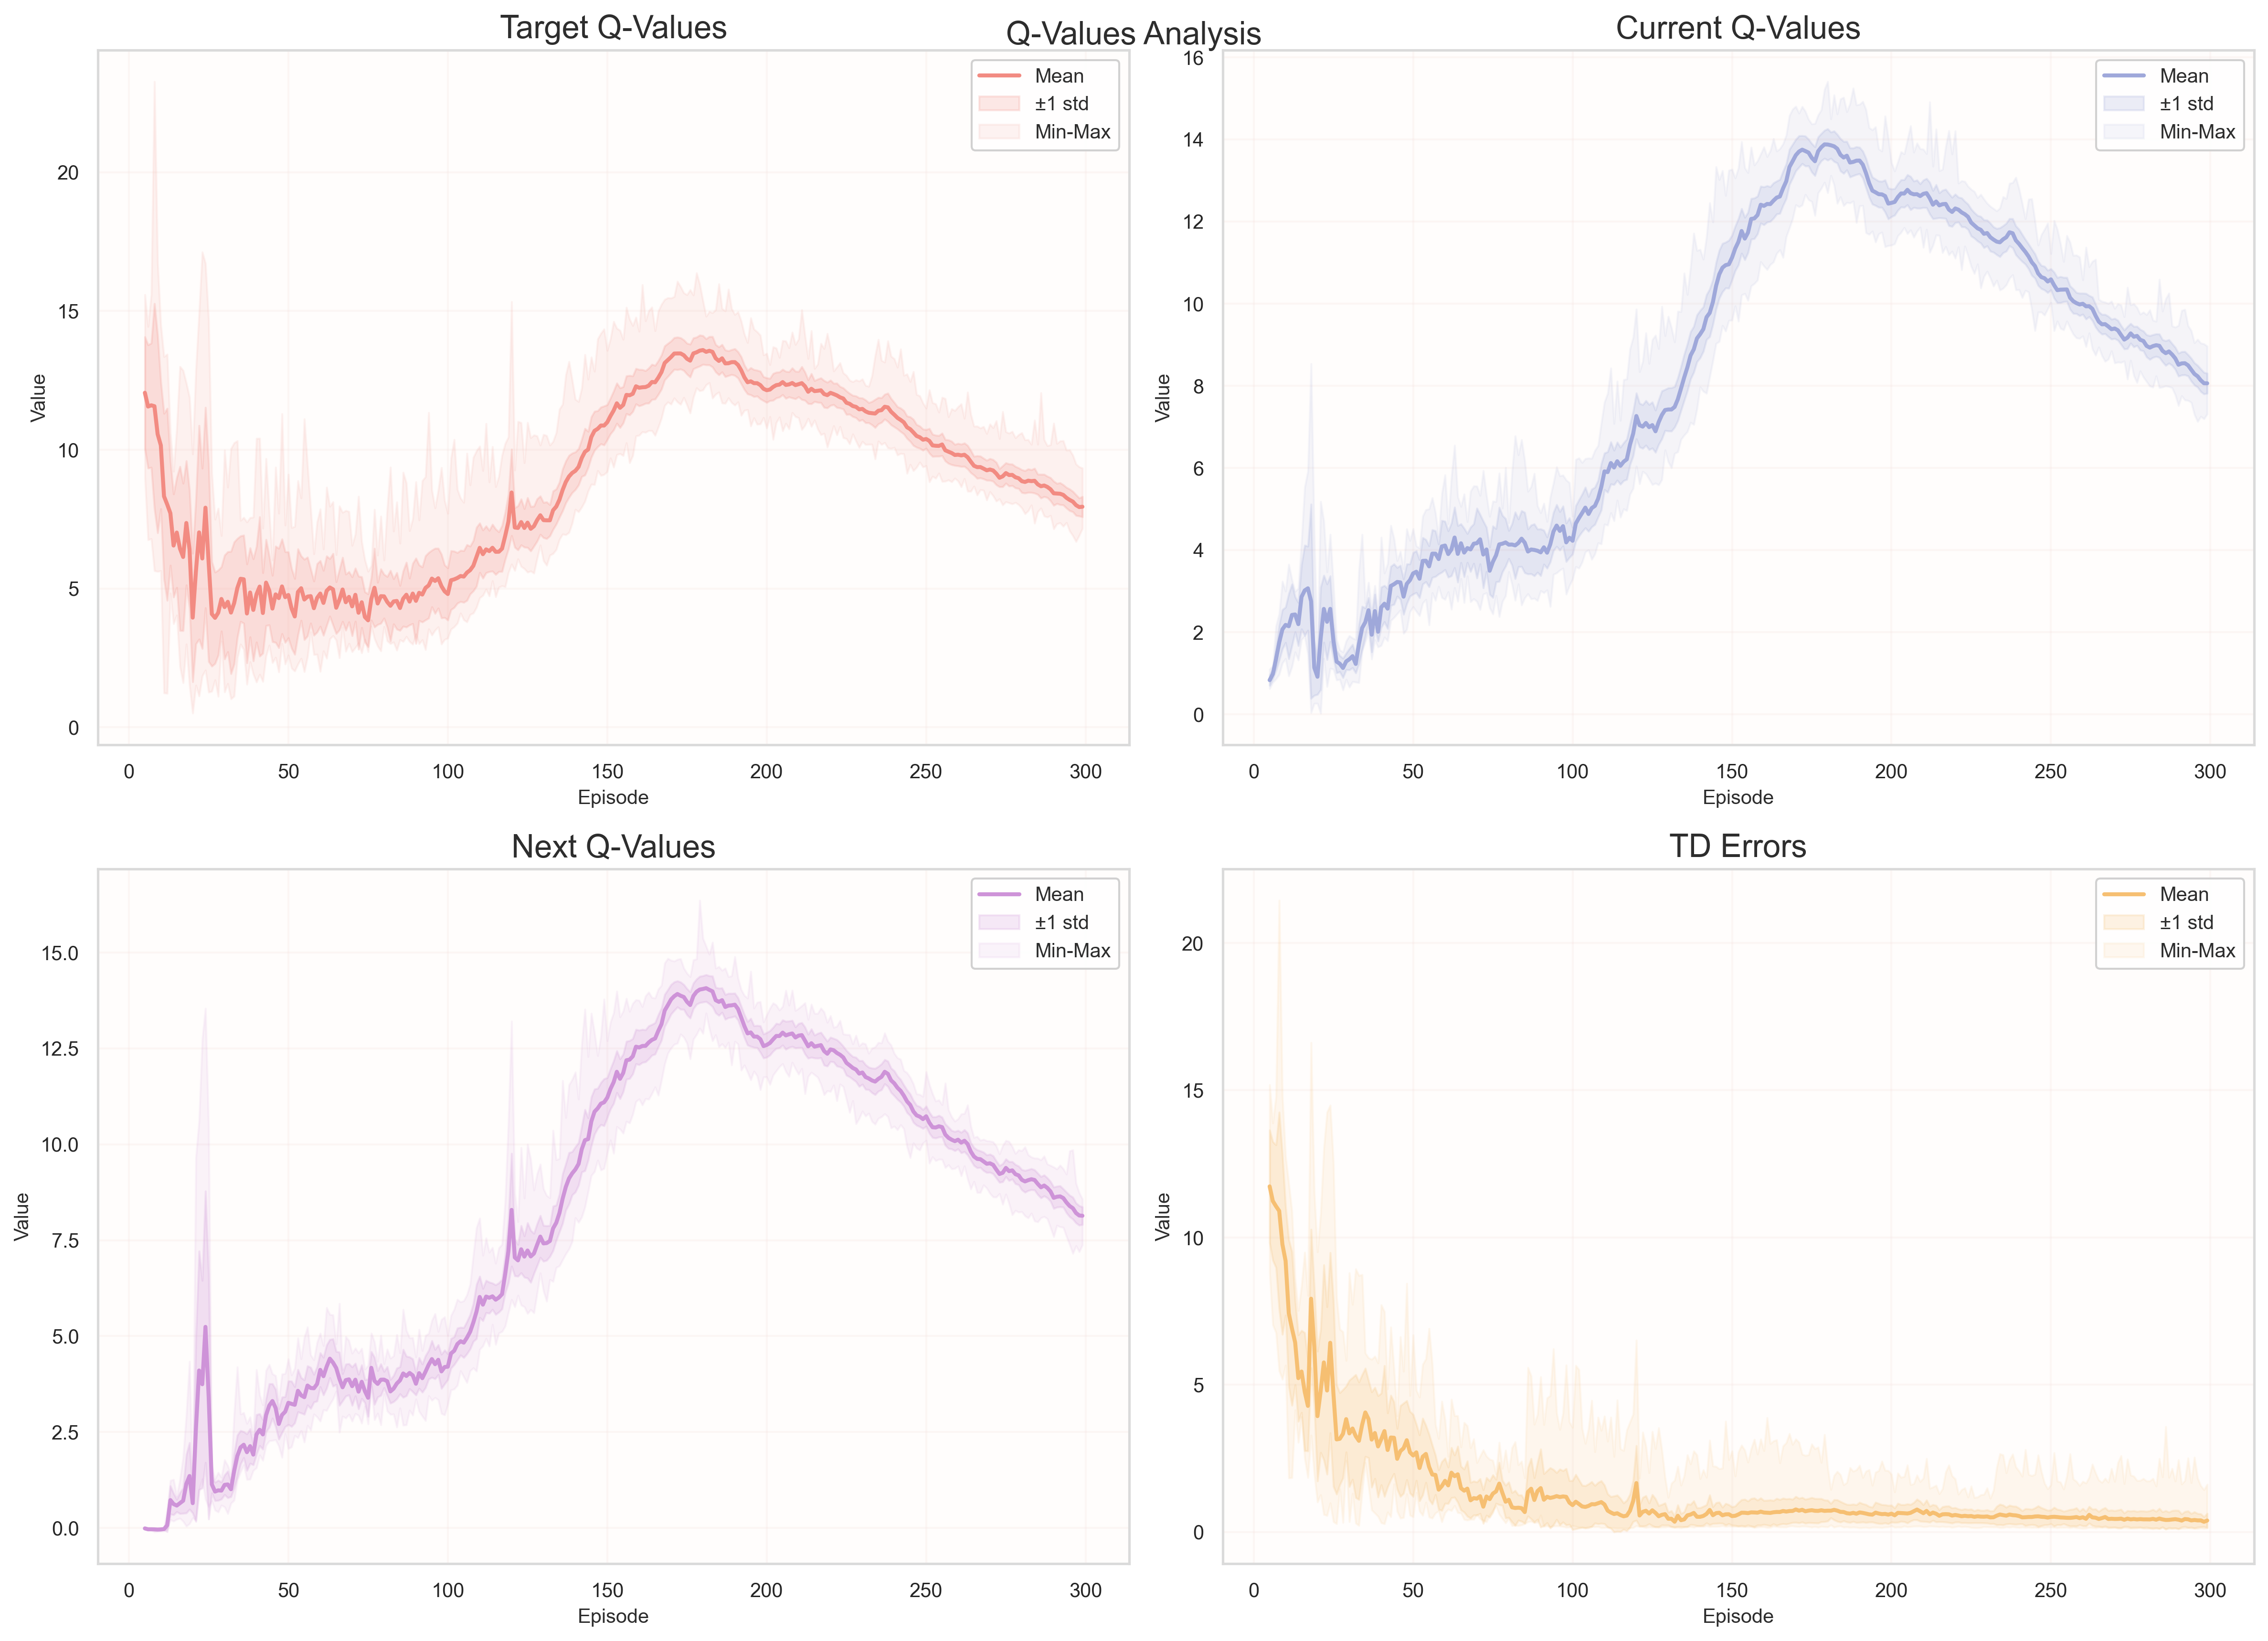 Q-Values Analysis
Target Q-Values
Mean
±1 std
Min-Max
Value
20
15
10
5
0
0 50 100 150 200 250 300
Episode
Current Q-Values
Mean
±1 std
Min-Max
Value
16
14
12
10
8
6
4
2
0
0 50 100 150 200 250 300
Episode
Next Q-Values
Mean
±1 std
Min-Max
Value
15.0
12.5
10.0
7.5
5.0
2.5
0.0
0 50 100 150 200 250 300
Episode
TD Errors
Mean
±1 std
Min-Max
Value
20
15
10
5
0
0 50 100 150 200 250 300
Episode